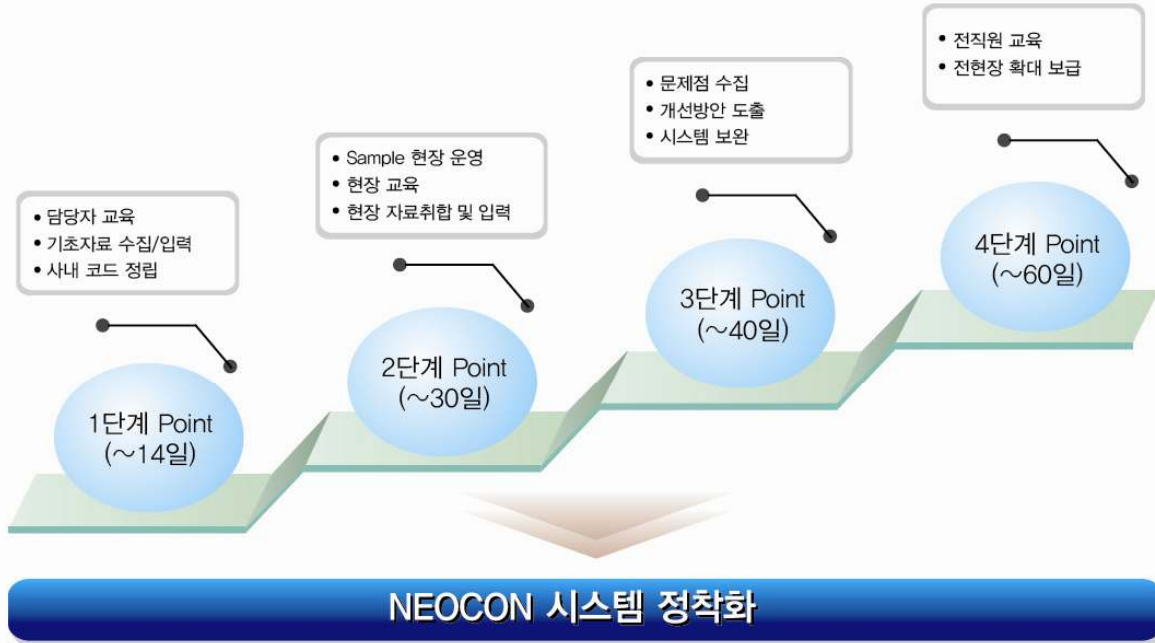 • 담당자 교육
• 기초자료 수집/입력
• 사내 코드 정립
1단계 Point
(～14일)
• Sample 현장 운영
• 현장 교육
• 현장 자료취합 및 입력
2단계 Point
(～30일)
• 문제점 수집
• 개선방안 도출
• 시스템 보완
3단계 Point
(～40일)
• 전직원 교육
• 전현장 확대 보급
4단계 Point
(～60일)
NEOCON 시스템 정착화